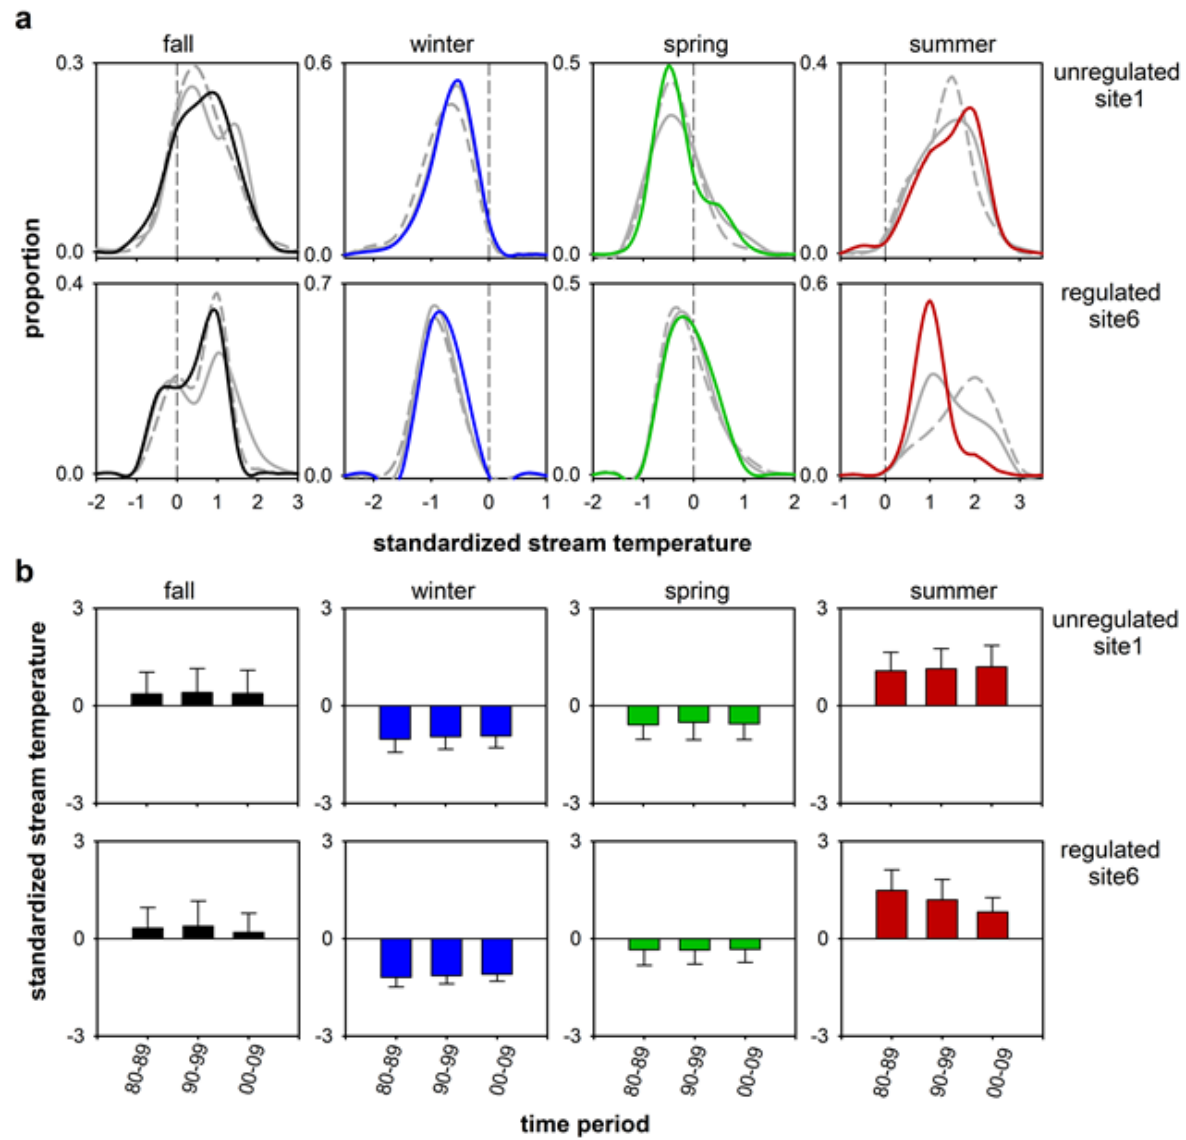 a
fall winter spring summer
0.3 0.6 0.5 0.4 unregulated
site1
0.0 0.0 0.0 0.0
proportion
0.4 0.7 0.5 0.6 regulated
site6
0.0 0.0 0.0 0.0
-2 -1 0 1 2 3 -2 -1 0 1 -2 -1 0 1 2 -1 0 1 2 3
standardized stream temperature
b
fall winter spring summer
3 3 3 3 unregulated
site1
0 0 0 0
-3 -3 -3 -3
standardized stream temperature
3 3 3 3 regulated
site6
0 0 0 0
-3 -3 -3 -3
80-89 90-99 00-09 80-89 90-99 00-09 80-89 90-99 00-09 80-89 90-99 00-09
time period